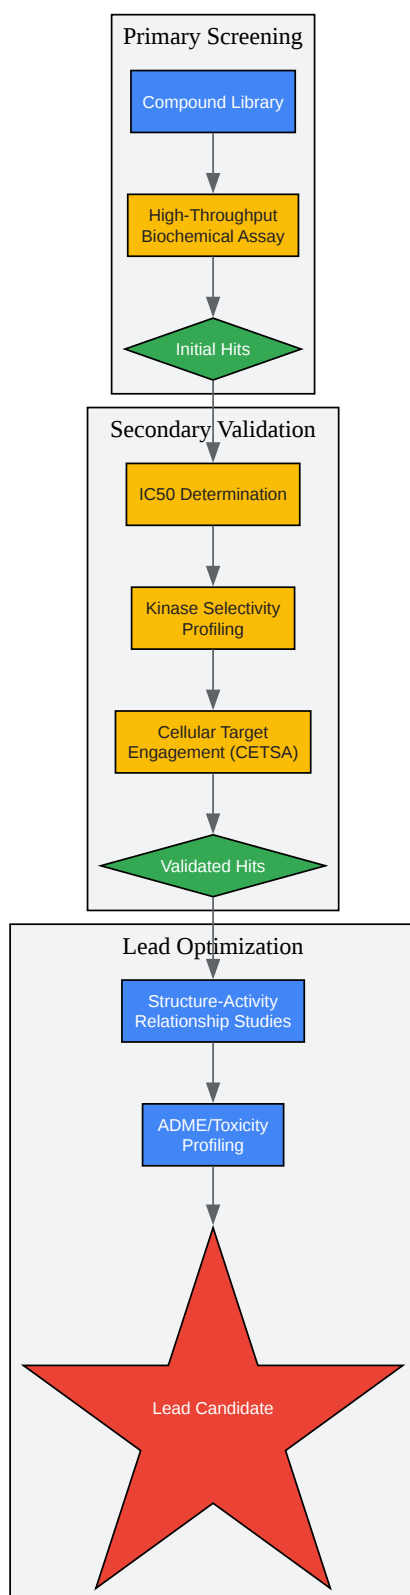 Primary Screening
Compound Library
High-Throughput
Biochemical Assay
Initial Hits
Secondary Validation
IC50 Determination
Kinase Selectivity
Profiling
Cellular Target
Engagement (CETSA)
Validated Hits
Lead Optimization
Structure-Activity
Relationship Studies
ADME/Toxicity
Profiling
Lead Candidate